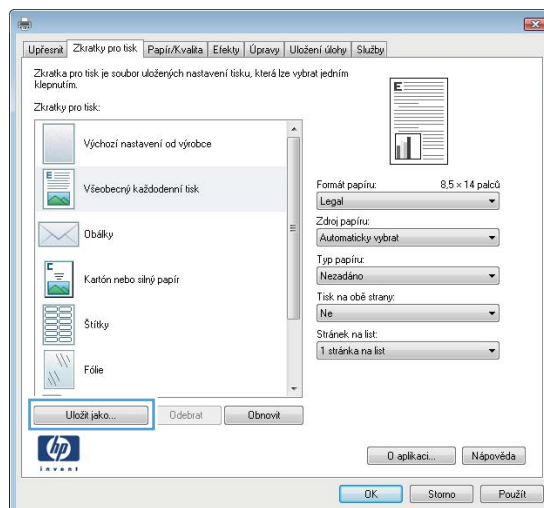 Upřesnit Zkratky pro tisk Papír/Kvalita Efekty Úpravy Uložení úlohy Služby
Zkratka pro tisk je soubor uložených nastavení tisku, která lze vybrat jedním
klepnutím.
Zkratky pro tisk:
Výchozí nastavení od výrobce
Všeobecný každodenní tisk
Obálky
Kartón nebo silný papír
Štítky
Fólie
E
E
C
Formát papíru: 8,5 × 14 palců
Legal
Zdroj papíru:
Automaticky vybrat
Typ papíru:
Nezadáno
Tisk na obě strany:
Ne
Stránek na list:
1 stránka na list
Uložit jako... Odebrat Obnovit
hp
invent
O aplikaci... Nápověda
OK Storno Použít